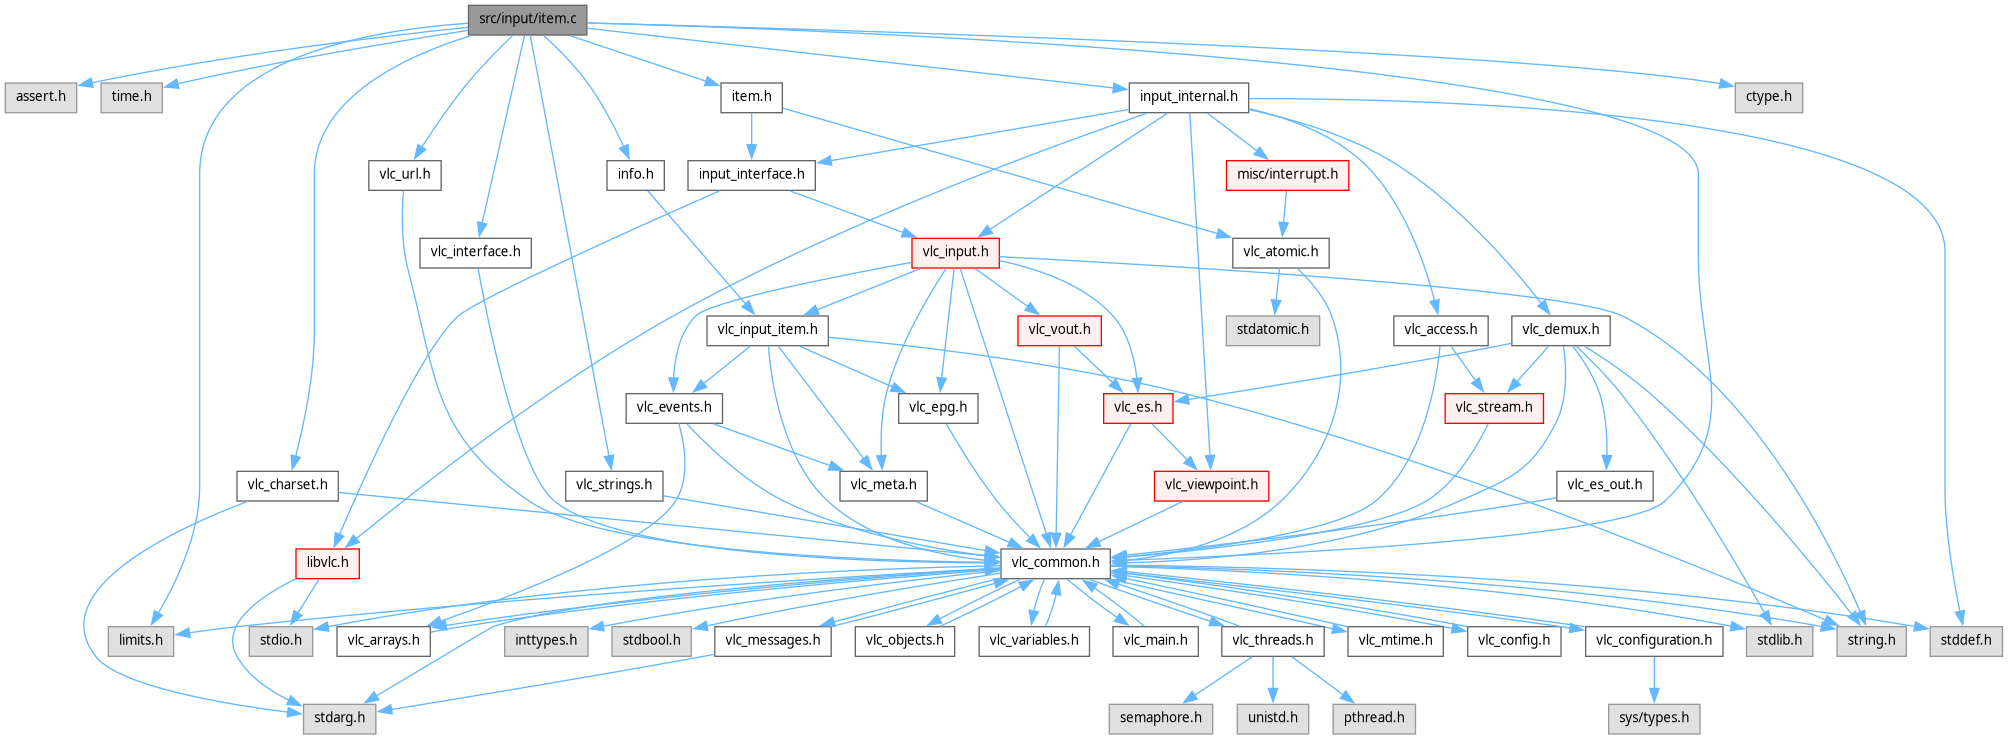 src/input/item.c
assert.h
time.h
item.h
input_internal.h
ctype.h
vlc_url.h
info.h
input_interface.h
misc/interrupt.h
vlc_interface.h
vlc_input.h
vlc_atomic.h
vlc_input_item.h
vlc_vout.h
stdatomic.h
vlc_access.h
vlc_demux.h
vlc_events.h
vlc_epg.h
vlc_es.h
vlc_stream.h
vlc_charset.h
vlc_strings.h
vlc_meta.h
vlc_viewpoint.h
vlc_es_out.h
libvlc.h
vlc_common.h
limits.h
stdio.h
vlc_arrays.h
inttypes.h
stdbool.h
vlc_messages.h
vlc_objects.h
vlc_variables.h
vlc_main.h
vlc_threads.h
vlc_mtime.h
vlc_config.h
vlc_configuration.h
stdlib.h
string.h
stddef.h
stdarg.h
semaphore.h
unistd.h
pthread.h
sys/types.h